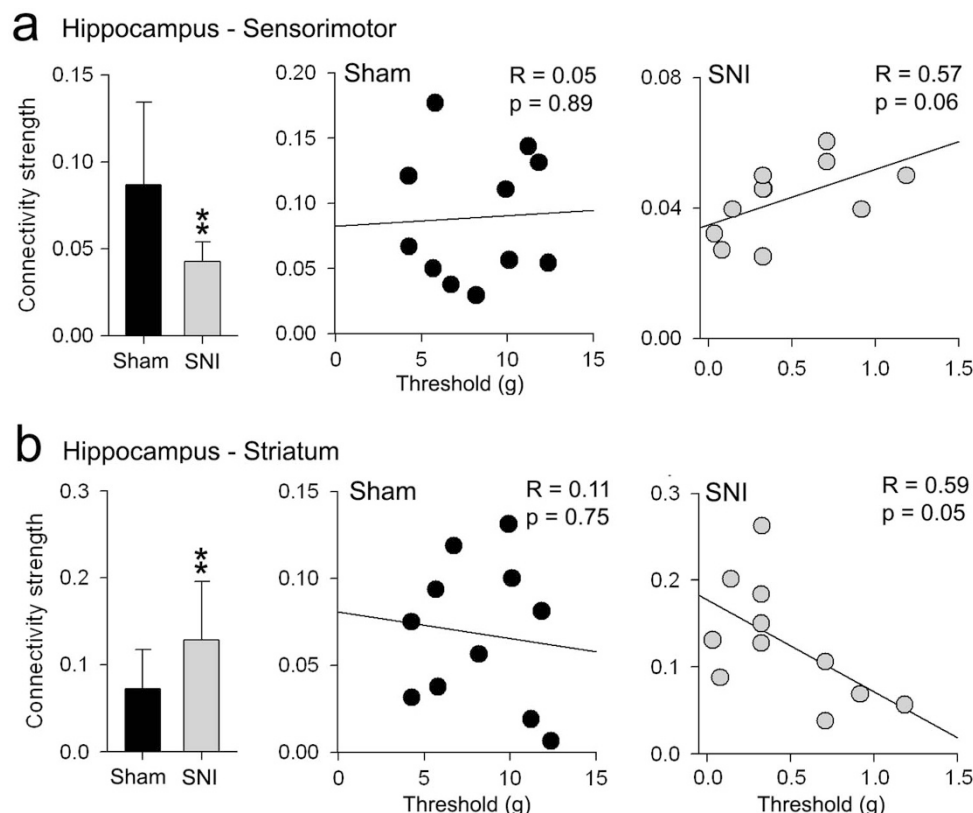 a Hippocampus - Sensorimotor
Connectivity strength
0.15
0.10
0.05
0.00
**
Sham SNI
Sham
R = 0.05
p = 0.89
0.20
0.15
0.10
0.05
0.00
0 5 10 15
Threshold (g)
SNI
R = 0.57
p = 0.06
0.08
0.04
0.00
0.0 0.5 1.0 1.5
b Hippocampus - Striatum
Connectivity strength
0.3
0.2
0.1
0.0
**
Sham SNI
Sham
R = 0.11
p = 0.75
0.15
0.10
0.05
0.00
0 5 10 15
Threshold (g)
SNI
R = 0.59
p = 0.05
0.3
0.2
0.1
0.0
0.0 0.5 1.0 1.5
Threshold (g)